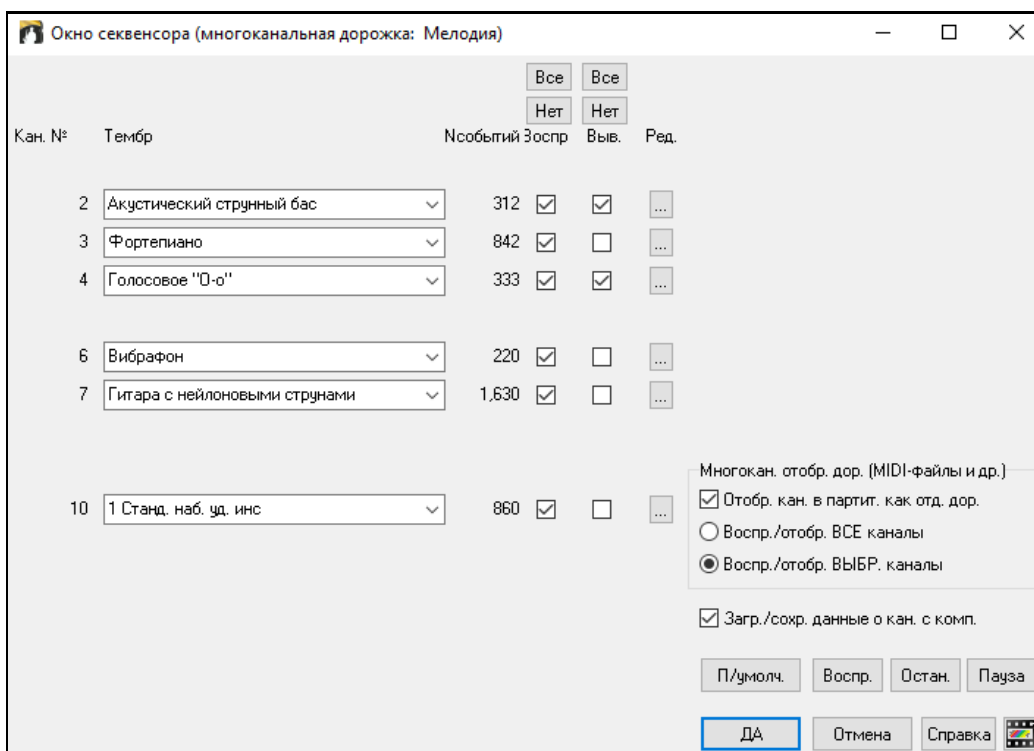 Окно секвенсора (многоканальная дорожка: Мелодия)
Все Все
Нет Нет
Кан. № Тембр Nсобытий Воспр Выв. Ред.
2 Акустический струнный бас 312 ...
3 Фортепиано 842 ...
4 Голосовое "О-о" 333 ...
6 Вибрафон 220 ...
7 Гитара с нейлоновыми струнами 1,630 ...
Многокан. отобр. дор. (MIDI-файлы и др.)
Отобр. кан. в партит. как отд. дор.
10 1 Станд. наб. уд. инс 860 ...
Воспр./отобр. ВСЕ каналы
Воспр./отобр. ВЫБР. каналы
Загр./сохр. данные о кан. с комп.
П/умолч. Воспр. Остан. Пауза
ДА Отмена Справка